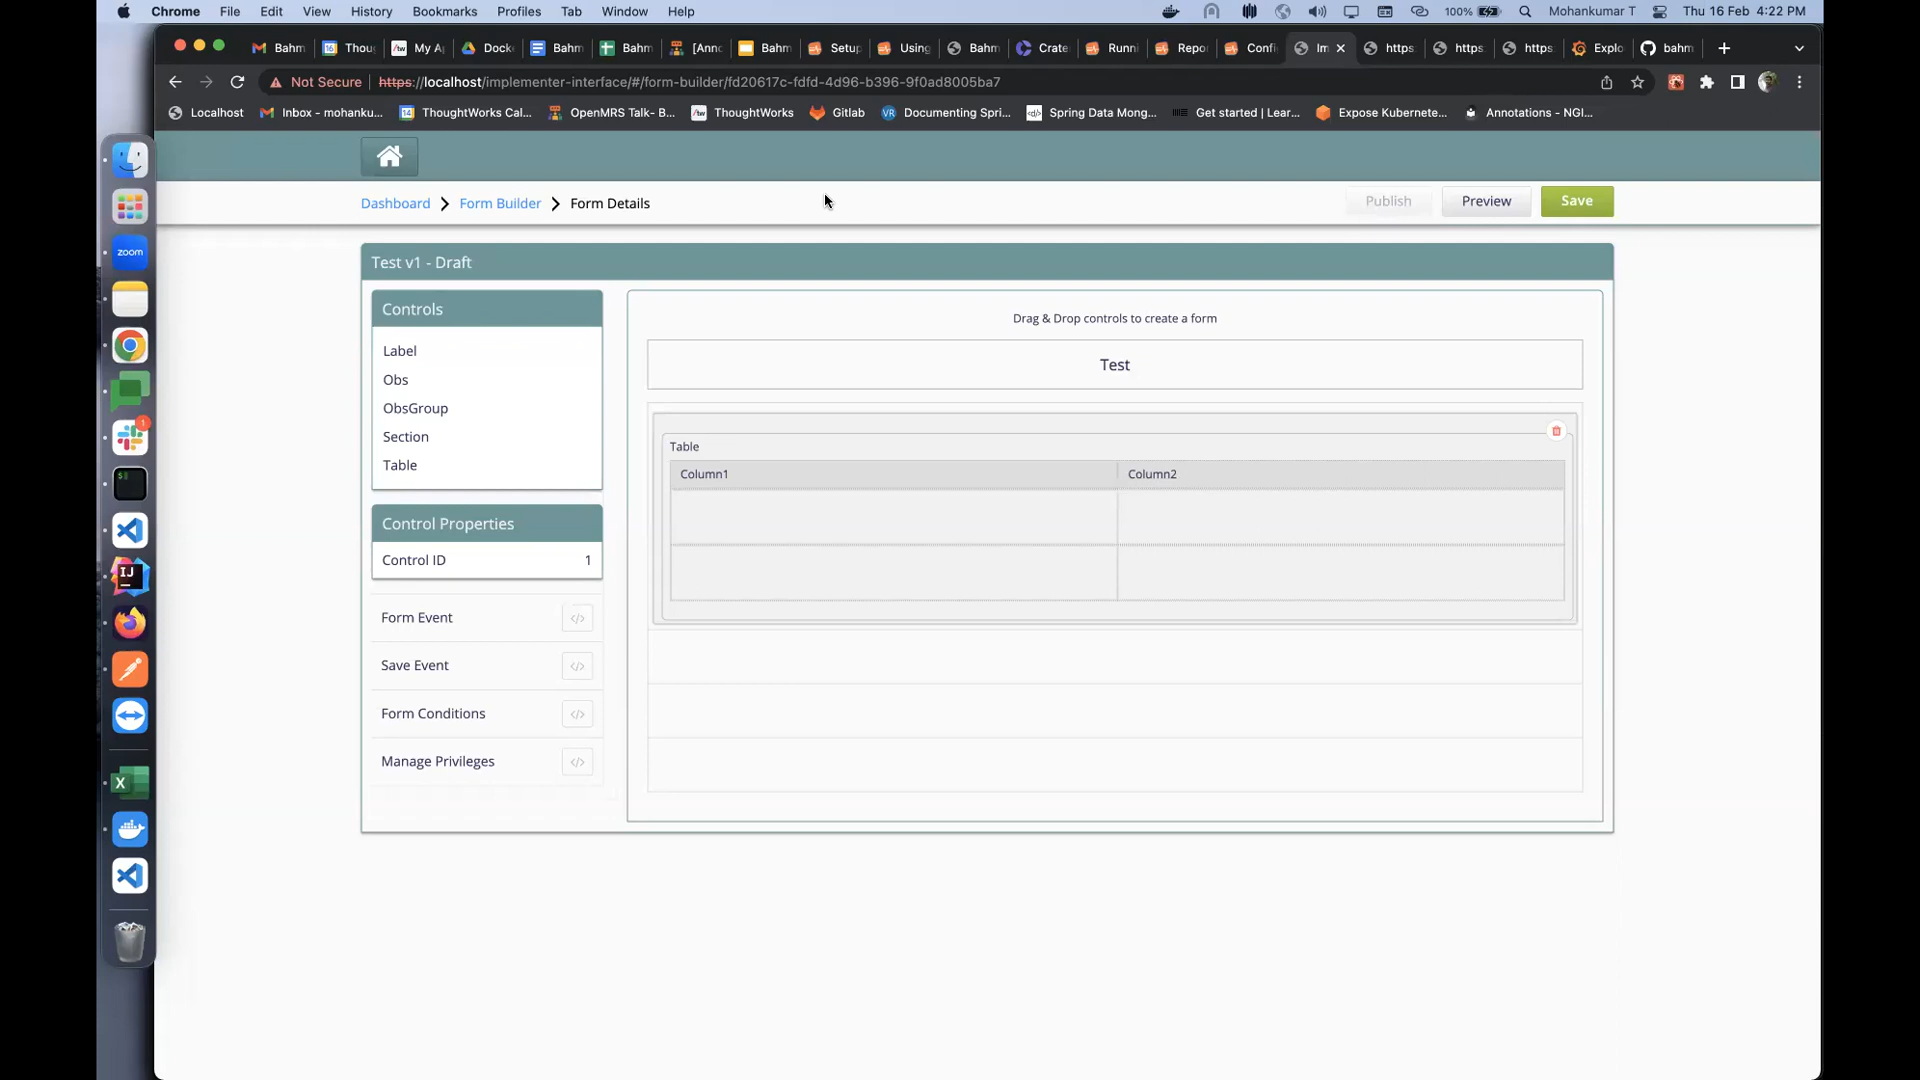 Chrome File Edit View History Bookmarks Profiles Tab Window Help 100% Mohankumar T Thu 16 Feb 4:22 PM
Bahm Thou My A Dock Bahm Bahm [Ann Bahm Setu Using Bahm Crate Runn Repo Confi Im https https https Explo bahm
Not Secure https://localhost/implementer-interface/#/form-builder/fd20617c-fdfd-4d96-b396-9f0ad8005ba7
Localhost Inbox - mohanku... ThoughtWorks Cal... OpenMRS Talk- B... ThoughtWorks Gitlab Documenting Spri... Spring Data Mong... Get started | Lear... Expose Kubernete... Annotations - NGI...
Dashboard Form Builder Form Details Publish Preview Save
zoom
Test v1 - Draft
Controls
Label
Obs
ObsGroup
Section
Table
Control Properties
Control ID 1
Form Event </>
Save Event </>
Form Conditions </>
Manage Privileges </>
Drag & Drop controls to create a form
Test
Table
Column1 Column2